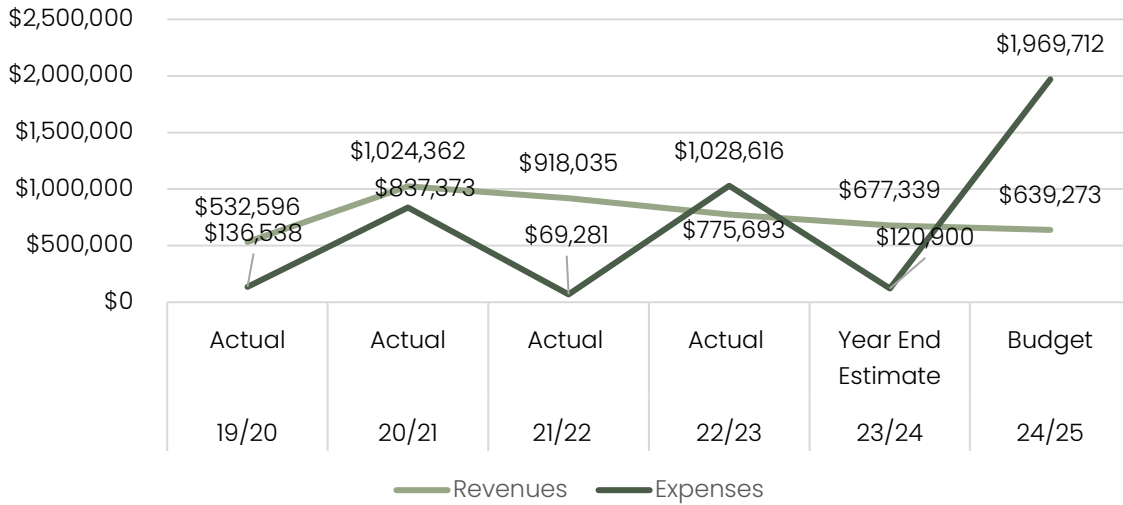 $2,500,000
$2,000,000
$1,500,000
$1,000,000
$500,000
$0
$532,596
$136,538
$1,024,362
$837,373
$918,035
$69,281
$1,028,616
$775,693
$677,339
$120,900
$1,969,712
$639,273
Actual
Actual
Actual
Actual
Year End
Estimate
Budget
19/20
20/21
21/22
22/23
23/24
24/25
Revenues
Expenses